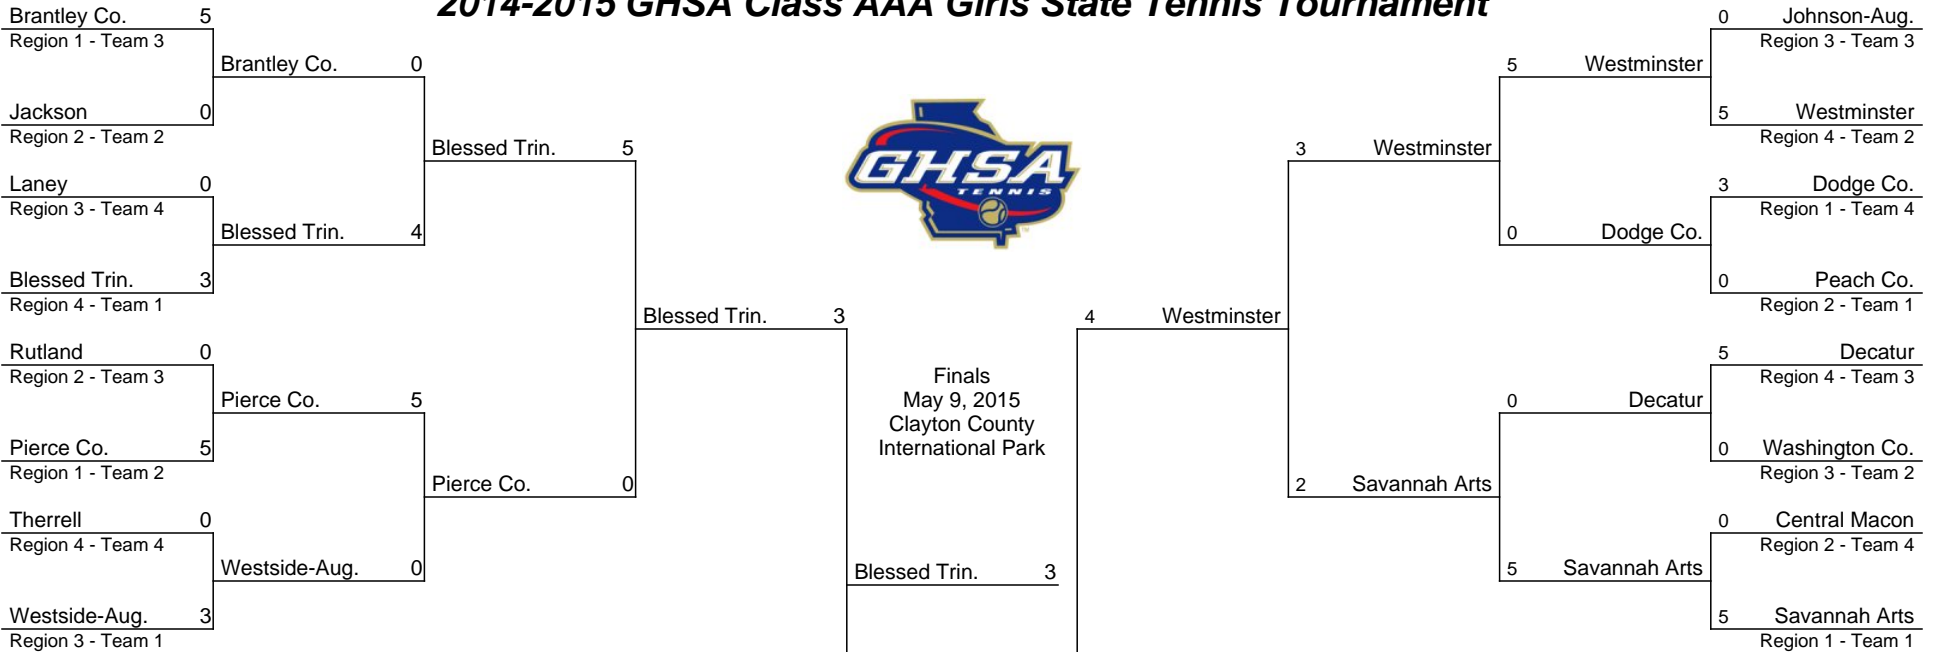 2014-2015 GHSA Class AAA Girls State Tennis Tournament
Brantley Co. 5
Region 1 - Team 3
Brantley Co. 0
Jackson 0
Region 2 - Team 2
Blessed Trin. 5
Laney 0
Region 3 - Team 4
Blessed Trin. 4
Blessed Trin. 3
Region 4 - Team 1
Blessed Trin. 3
Rutland 0
Region 2 - Team 3
Pierce Co. 5
Pierce Co. 5
Region 1 - Team 2
Pierce Co. 0
Therrell 0
Region 4 - Team 4
Westside-Aug. 0
Westside-Aug. 3
Region 3 - Team 1
GHSA
TENNIS
Finals
May 9, 2015
Clayton County
International Park
Blessed Trin. 3
0 Johnson-Aug.
Region 3 - Team 3
5 Westminster
5 Westminster
Region 4 - Team 2
3 Westminster
3 Dodge Co.
Region 1 - Team 4
0 Dodge Co.
0 Peach Co.
Region 2 - Team 1
4 Westminster
5 Decatur
Region 4 - Team 3
0 Decatur
0 Washington Co.
Region 3 - Team 2
2 Savannah Arts
0 Central Macon
Region 2 - Team 4
5 Savannah Arts
5 Savannah Arts
Region 1 - Team 1